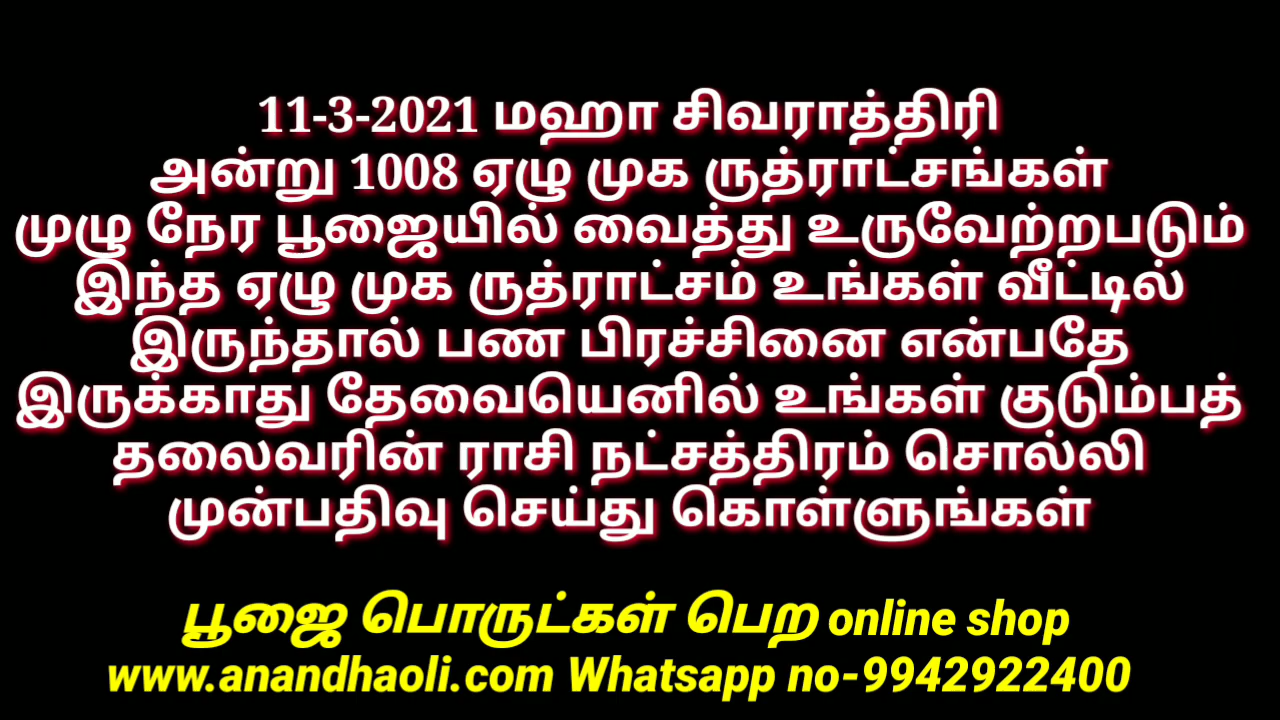 11-3-2021 மஹா சிவராத்திரி
அன்று 1008 ஏழு முக ருத்ராட்சங்கள்
முழு நேர பூஜையில் வைத்து உருவேற்றபடும்
இந்த ஏழு முக ருத்ராட்சம் உங்கள் வீட்டில்
இருந்தால் பண பிரச்சினை என்பதே
இருக்காது தேவையெனில் உங்கள் குடும்பத்
தலைவரின் ராசி நட்சத்திரம் சொல்லி
முன்பதிவு செய்து கொள்ளுங்கள்
பூஜை பொருட்கள் பெற online shop
www.anandhaoli.com Whatsapp no-9942922400